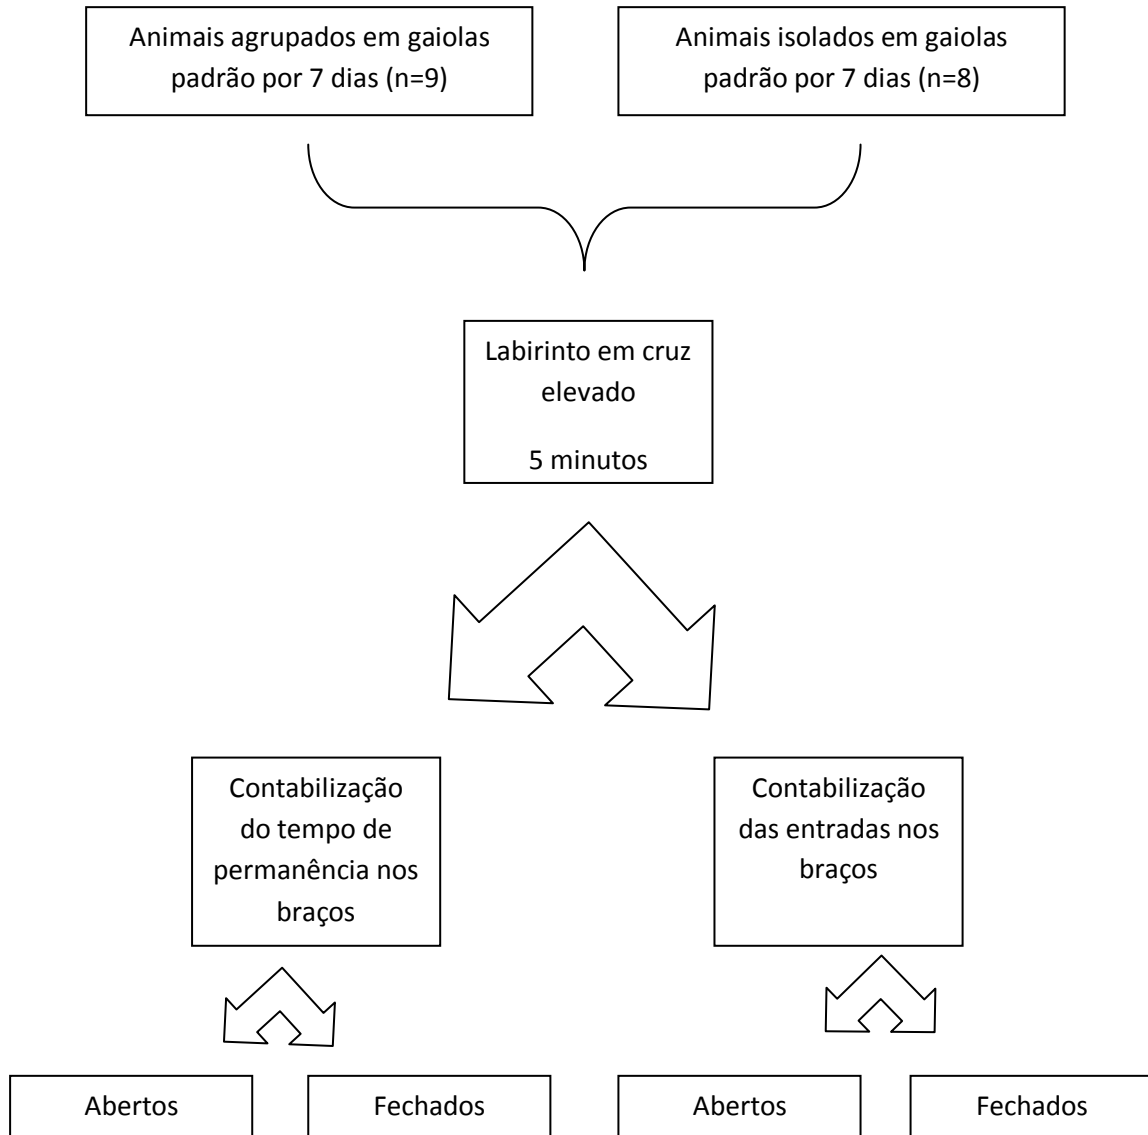 Animais agrupados em gaiolas
padrão por 7 dias (n=9)
Animais isolados em gaiolas
padrão por 7 dias (n=8)
Labirinto em cruz
elevado
5 minutos
Contabilização
do tempo de
permanência nos
braços
Contabilização
das entradas nos
braços
Abertos
Fechados
Abertos
Fechados